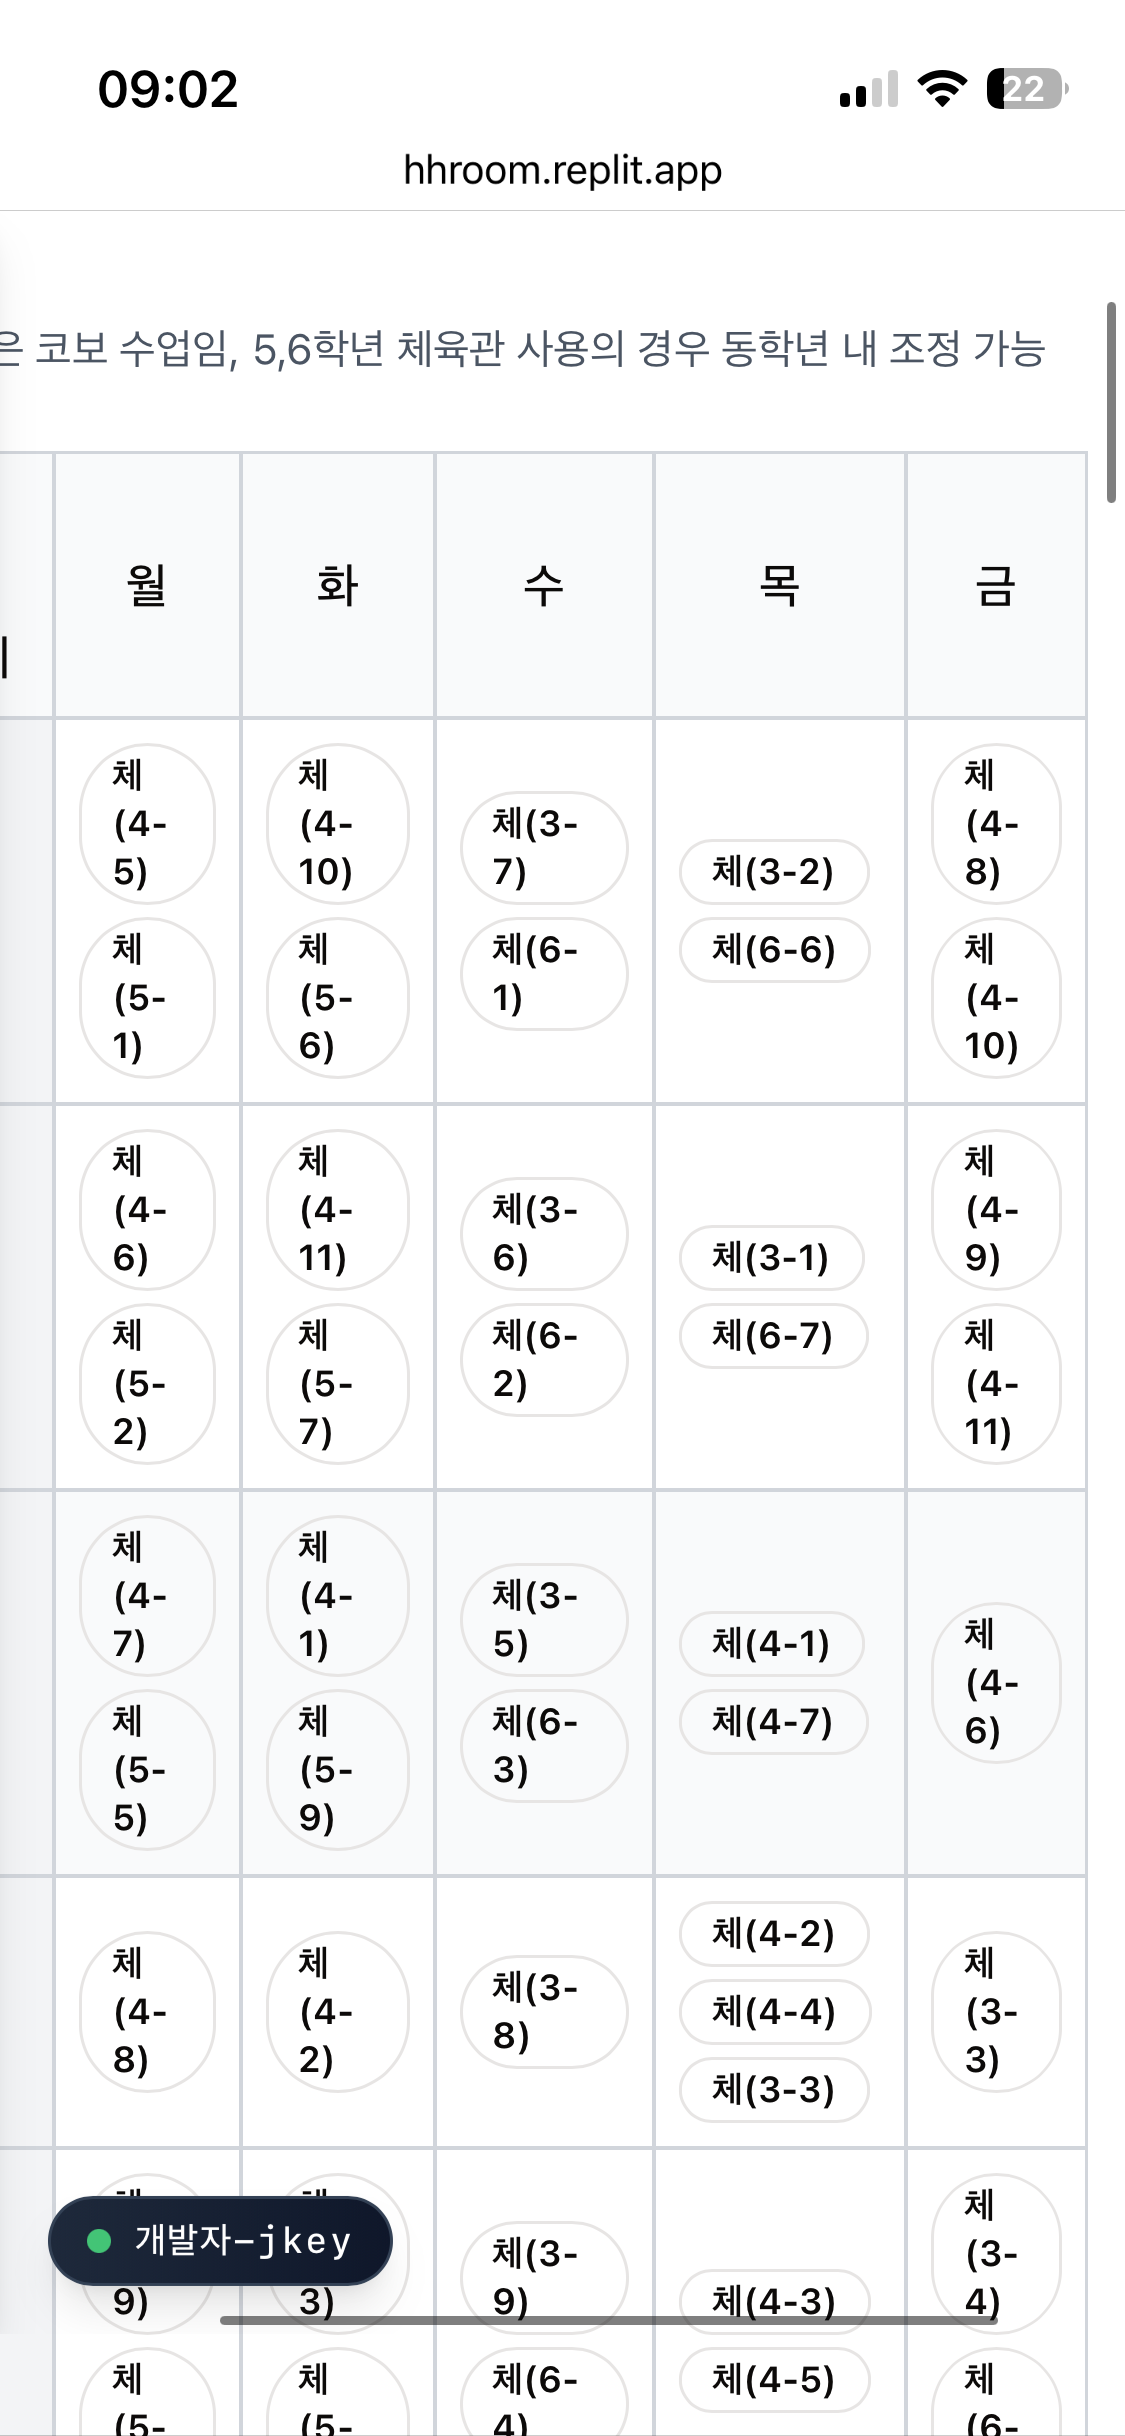 09:02
22
hhroom.replit.app
은 코보 수업임, 5,6학년 체육관 사용의 경우 동학년 내 조정 가능
월 화 수 목 금
체(4-5) 체(4-10) 체(3-7) 체(3-2) 체(4-8)
체(5-1) 체(5-6) 체(6-1) 체(6-6) 체(4-10)
체(4-6) 체(4-11) 체(3-6) 체(3-1) 체(4-9)
체(5-2) 체(5-7) 체(6-2) 체(6-7) 체(4-11)
체(4-7) 체(4-1) 체(3-5) 체(4-1) 체(4-6)
체(5-5) 체(5-9) 체(6-3) 체(4-7)
체(4-8) 체(4-2) 체(3-8) 체(4-2) 체(3-3)
체(4-4)
체(3-3)
9) 3) 체(3-9) 체(4-3) 체(3-4)
개발자-jkey
체(5- 체(5- 체(6-4) 체(4-5) 체(6-